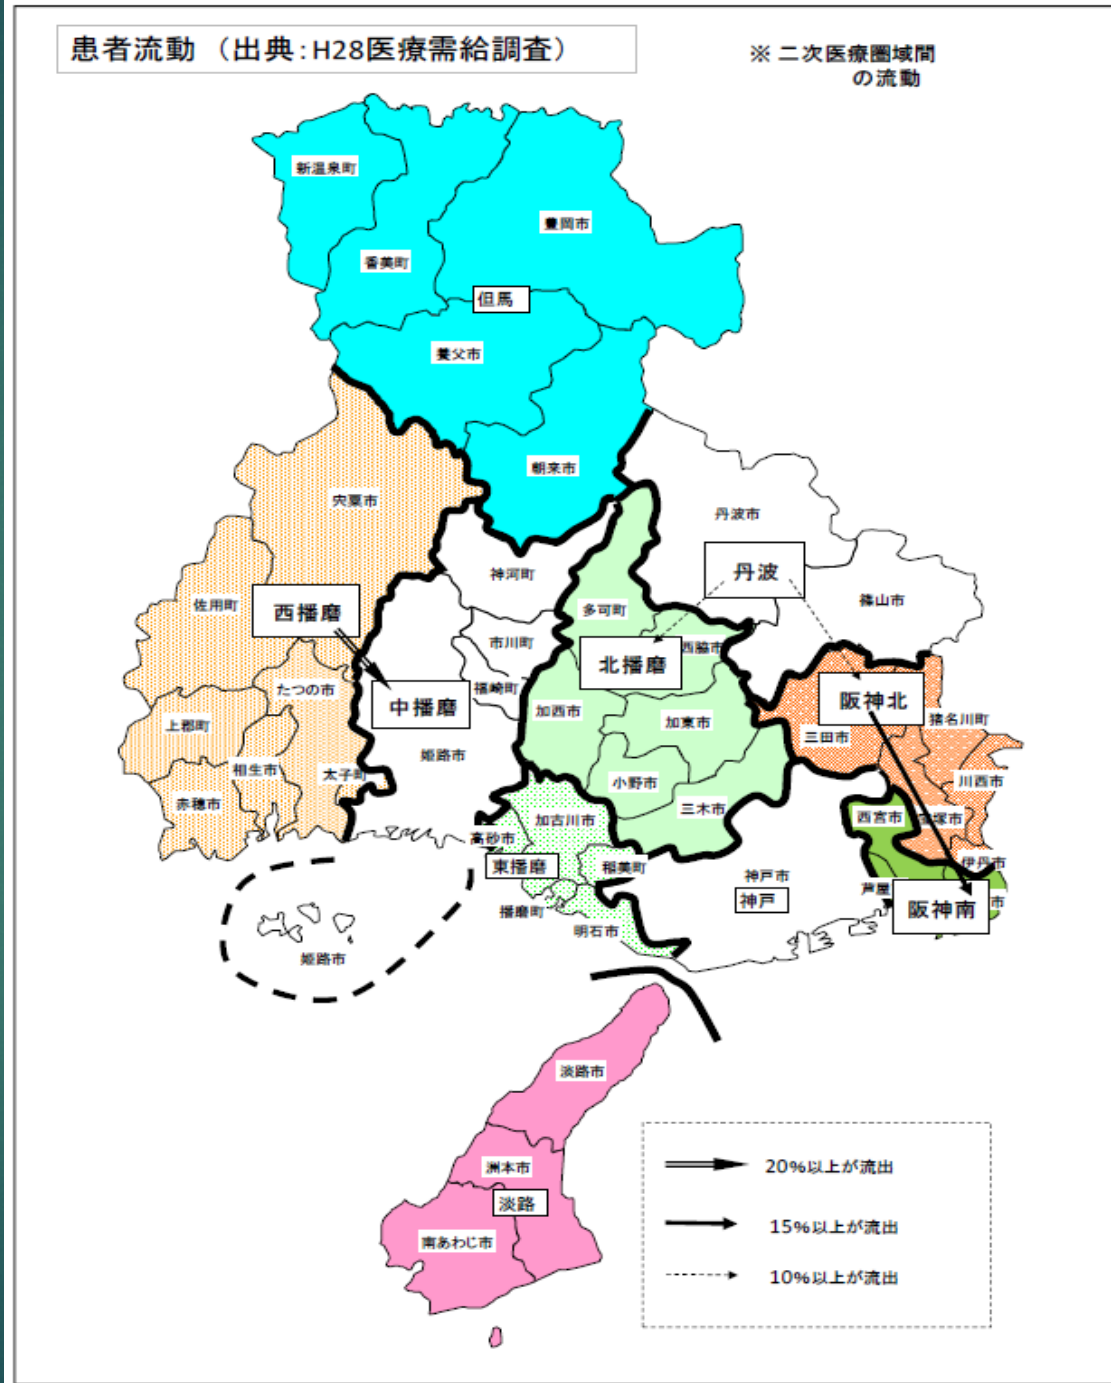 患者流動 （出典：H28医療需給調査）
※ 二次医療圏域間
の流動
新温泉町
豊岡市
香美町
但馬
養父市
朝来市
宍粟市
丹波市
神河町
丹波
佐用町
西播磨
多可町
篠山市
市川町
西脇市
北播磨
たつの市
福崎町
中播磨
加西市
阪神北
上郡町
加東市
三田市
猪名川町
姫路市
相生市
太子町
小野市
川西市
赤穂市
三木市
加古川市
西宮市
宝塚市
高砂市
東播磨
稲美町
伊丹市
神戸市
芦屋
神戸
播磨町
阪神南
市
明石市
姫路市
淡路市
洲本市
淡路
南あわじ市
20%以上が流出
15%以上が流出
10%以上が流出